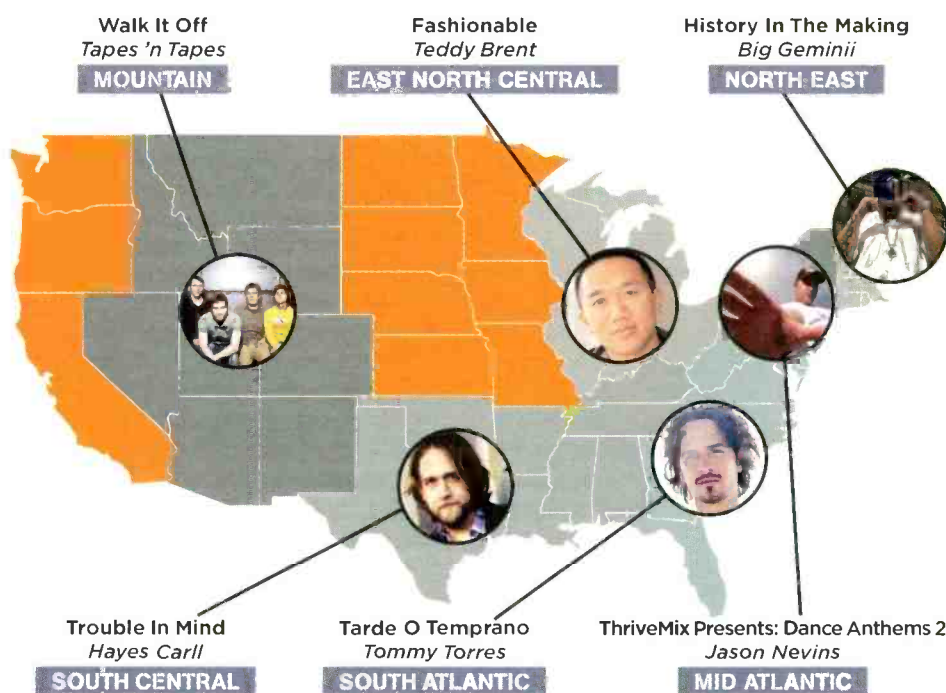 Walk It Off
Tapes 'n Tapes
MOUNTAIN
Fashionable
Teddy Brent
EAST NORTH CENTRAL
History In The Making
Big Geminii
NORTH EAST
Trouble In Mind
Hayes Carll
SOUTH CENTRAL
Tarde O Temprano
Tommy Torres
SOUTH ATLANTIC
ThriveMix Presents: Dance Anthems 2
Jason Nevins
MID ATLANTIC